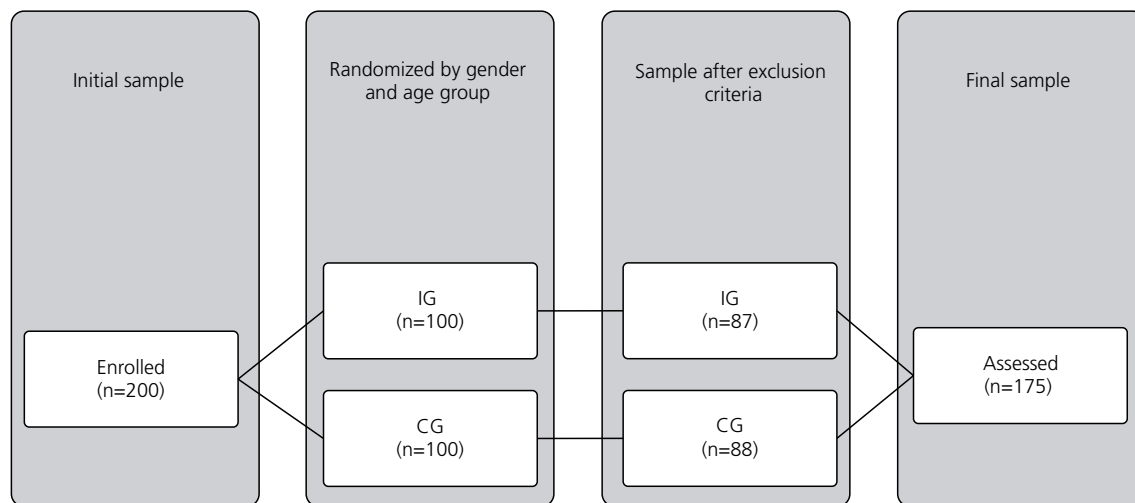 Initial sample
Enrolled
(n=200)
Randomized by gender
and age group
IG
(n=100)
CG
(n=100)
Sample after exclusion
criteria
IG
(n=87)
CG
(n=88)
Final sample
Assessed
(n=175)